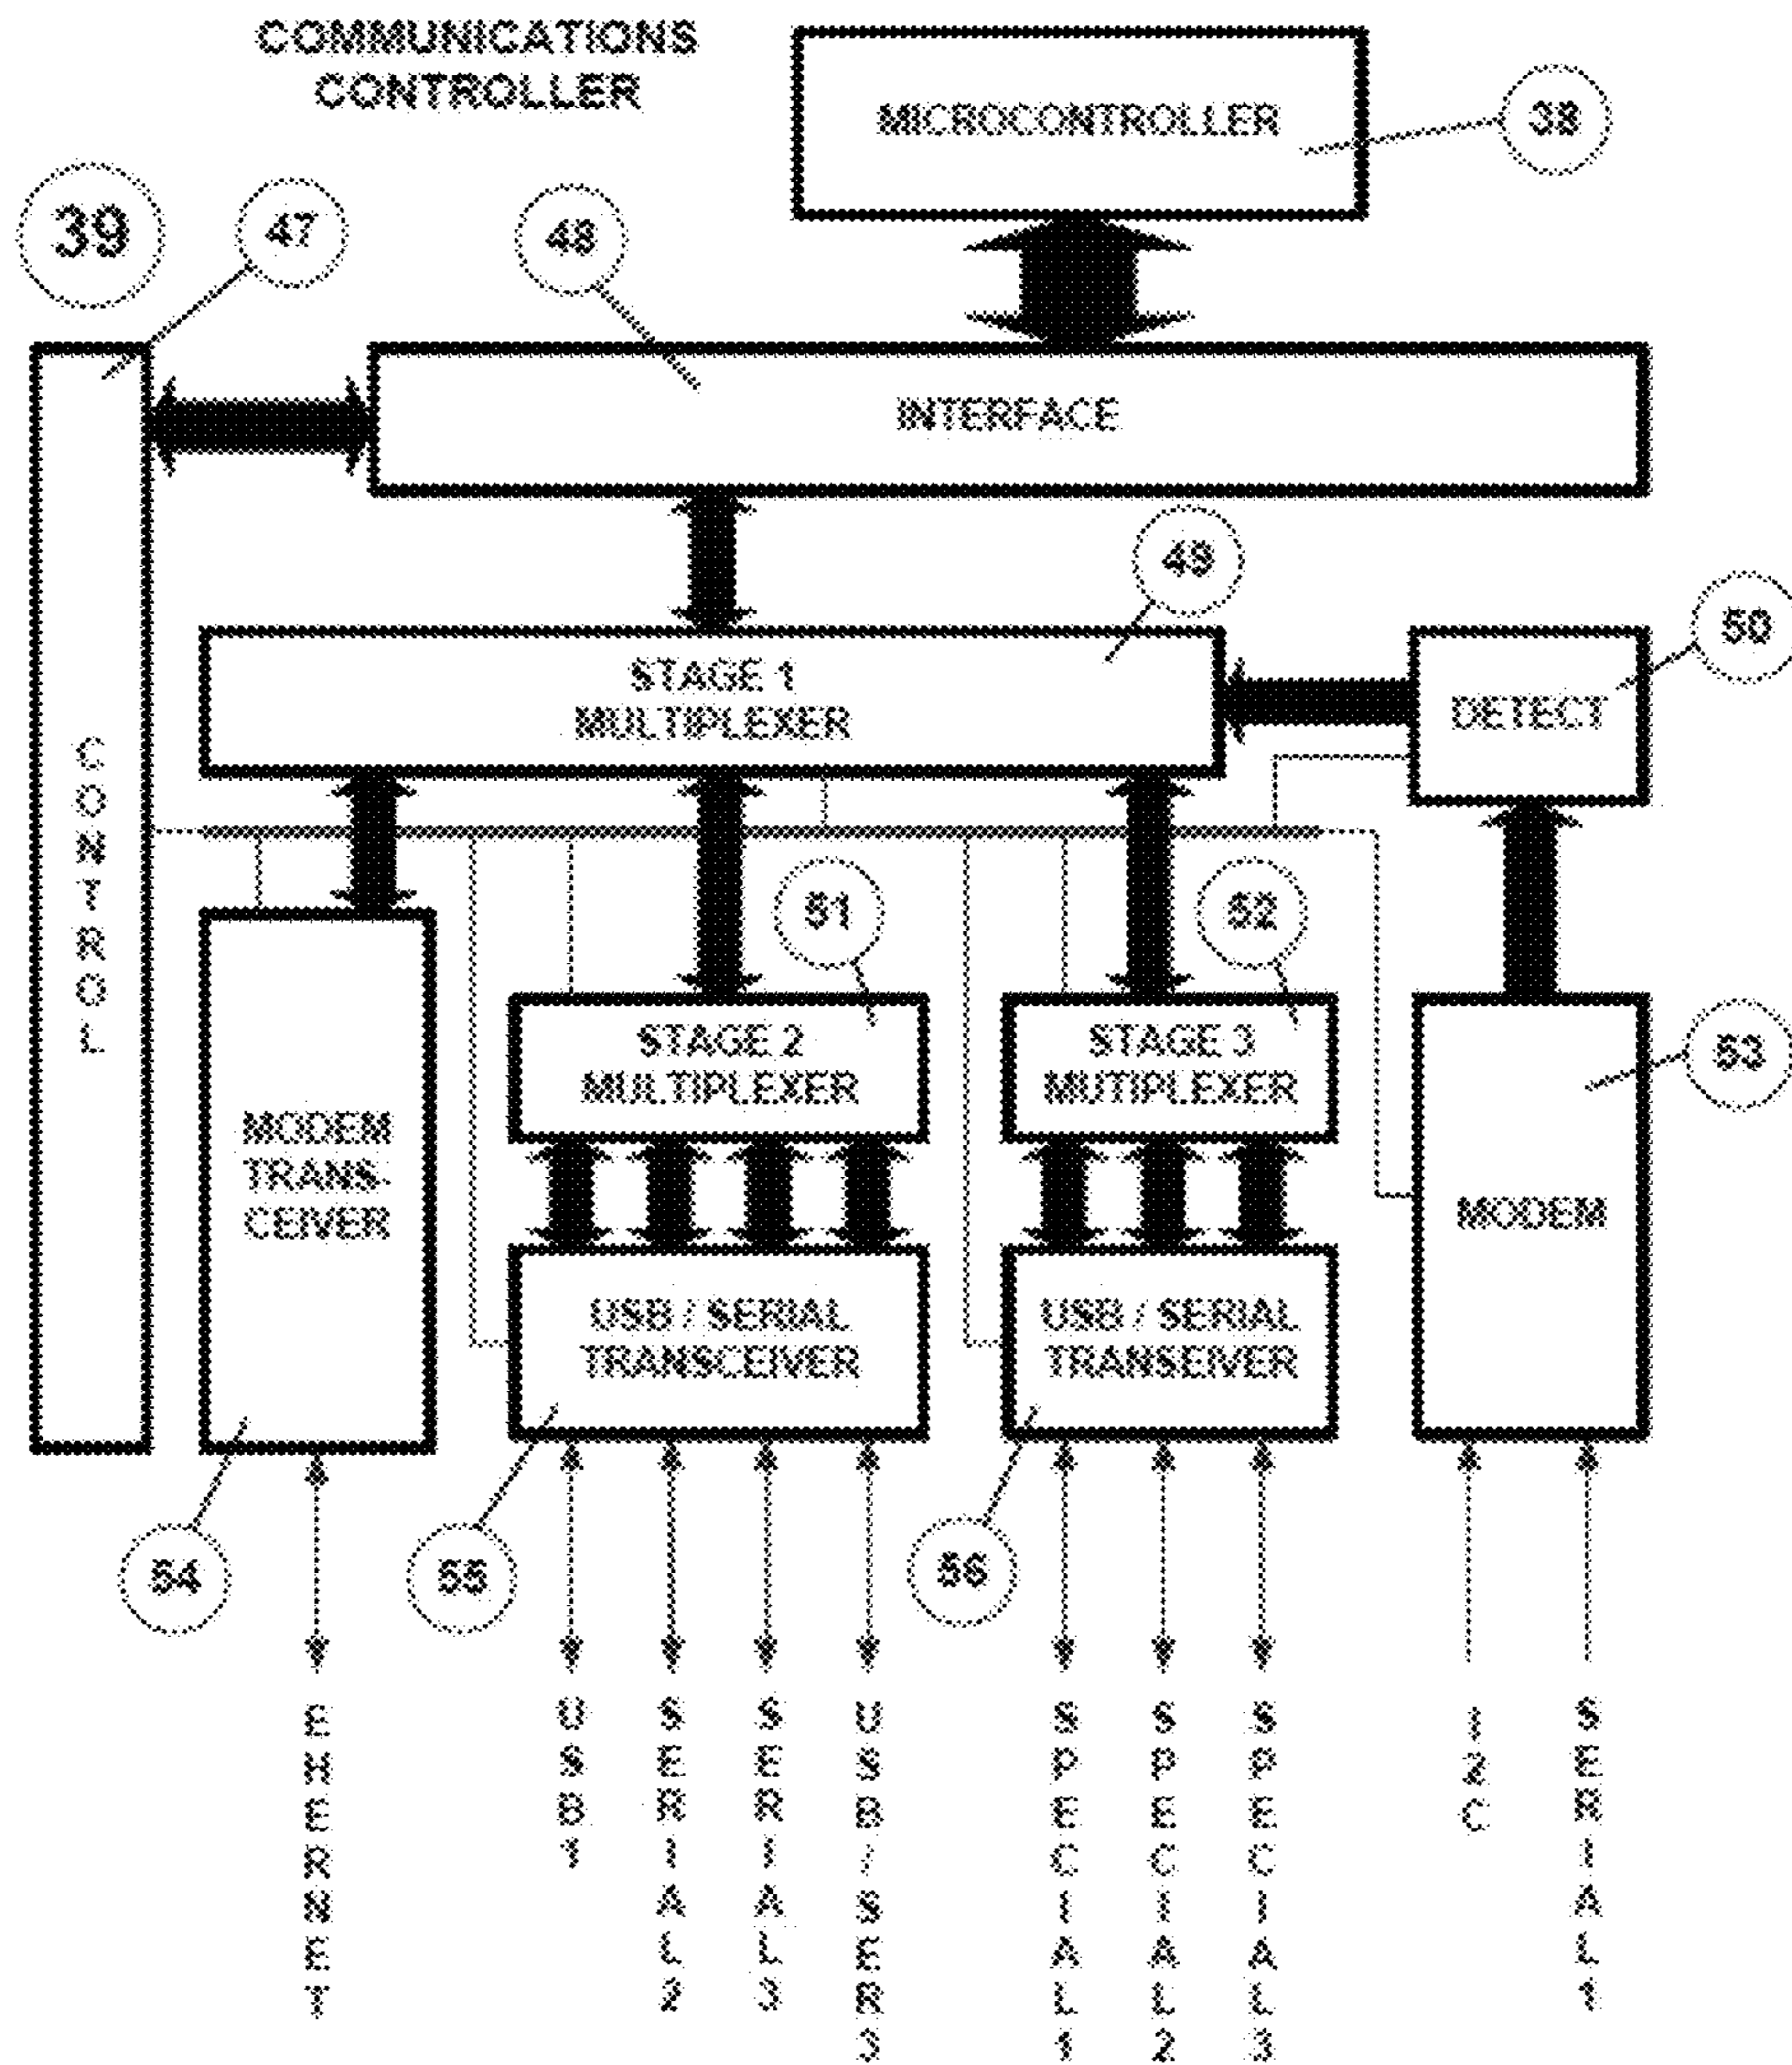 COMMUNICATIONS
CONTROLLER
MICROCONTROLLER
38
39
47
48
INTERFACE
49
50
STAGE 1
MULTIPLEXER
DETECT
CONTROL
51
52
STAGE 2
MULTIPLEXER
STAGE 3
MUTIPLEXER
53
MODEM
TRANS-
CEIVER
MODEM
USB / SERIAL
TRANSCEIVER
USB / SERIAL
TRANSEIVER
54
55
56
EHERNET
USB1
SERIAL2
SERIAL3
USB/SER3
SPECIAL1
SPECIAL2
SPECIAL3
I2C
SERIAL1